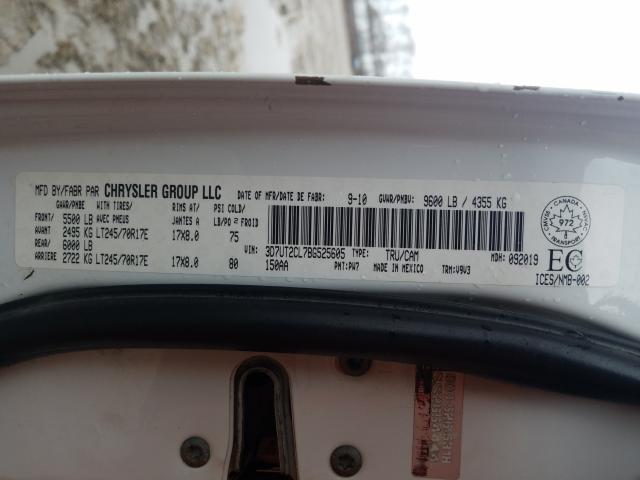 MFD BY/FABR PAR CHRYSLER GROUP LLC
DATE OF MFR/DATE DE FABR: 9-10 GVWR/PNBV: 9600 LB / 4355 KG
GAWR/PNBE WITH TIRES/ RIMS AT/ PSI COLD/
FRONT/ 5500 LB AVEC PNEUS JANTES A LB/PO² FROID
AVANT 2495 KG LT245/70R17E 17X8.0 75
REAR/ 6000 LB
ARRIERE 2722 KG LT245/70R17E 17X8.0 80
VIN: 3D7UT2CL7BG525605 TYPE: TRU/CAM MDH: 092019
150AA PNT: PW7 MADE IN MEXICO TRM: V9V3
CANADA
972
TRANSPORT
EC
ICES/NMB-002